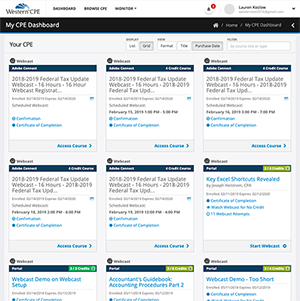 Western CPE
DASHBOARD
BROWSE CPE
MONITOR
Lauren Keslow
My CPE Dashboard
Home / My CPE Dashboard
Your CPE
DISPLAY
List
Grid
VIEW
Format
Title
Purchase Date
FILTER
Webcast
Adobe Connect
4 Credit Course
2018-2019 Federal Tax Update Webcast - 16 Hours - 16 Hour Webcast Registrat...
Scheduled Webcast
Confirmation
Certificate of Completion
Access Course
Webcast
Adobe Connect
4 Credit Course
2018-2019 Federal Tax Update Webcast - 16 Hours - 2018-2019 Federal Tax Upd...
Scheduled Webcast
February 15, 2019 1:00 PM - 5:00 PM
Confirmation
Certificate of Completion
Access Course
Webcast
Adobe Connect
4 Credit Course
2018-2019 Federal Tax Update Webcast - 16 Hours - 2018-2019 Federal Tax Upd...
Scheduled Webcast
Confirmation
Certificate of Completion
Access Course
Webcast
Adobe Connect
4 Credit Course
2018-2019 Federal Tax Update Webcast - 16 Hours - 2018-2019 Federal Tax Upd...
Scheduled Webcast
Confirmation
Certificate of Completion
Access Course
Webcast
Adobe Connect
4 Credit Course
2018-2019 Federal Tax Update Webcast - 16 Hours - 2018-2019 Federal Tax Upd...
Scheduled Webcast
Confirmation
Certificate of Completion
Access Course
Webcast
Portal
Key Excel Shortcuts Revealed
by Joseph Helstrom, CPA
Certificate of Completion
Watch Webcast for No Credit
11 Webcast Attempts
Start Webcast
Webcast
Portal
Webcast Demo on Webcast Setup
Webcast
Portal
Accountant's Guidebook: Accounting Procedures Part 2
Webcast
Portal
Webcast Demo - Too Short